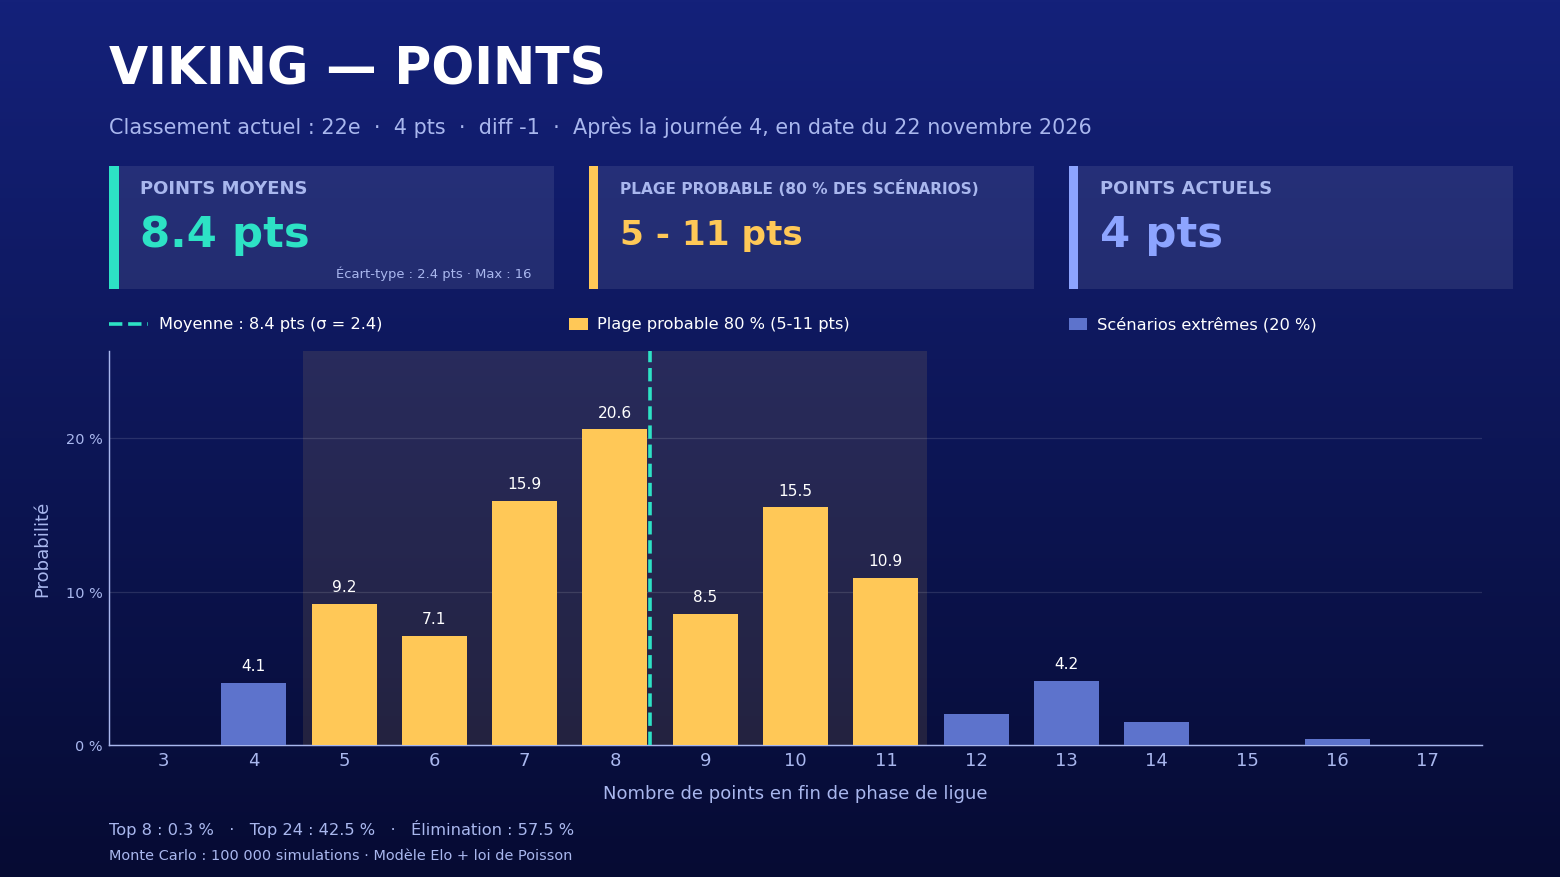 VIKING — POINTS
Classement actuel : 22e · 4 pts · diff -1 · Après la journée 4, en date du 22 novembre 2026
POINTS MOYENS
8.4 pts
Écart-type : 2.4 pts · Max : 16
PLAGE PROBABLE (80 % DES SCÉNARIOS)
5 - 11 pts
POINTS ACTUELS
4 pts
Moyenne : 8.4 pts (σ = 2.4)
Plage probable 80 % (5-11 pts)
Scénarios extrêmes (20 %)
Probabilité
20 %
10 %
0 %
4.1
9.2
7.1
15.9
20.6
8.5
15.5
10.9
4.2
3 4 5 6 7 8 9 10 11 12 13 14 15 16 17
Nombre de points en fin de phase de ligue
Top 8 : 0.3 % · Top 24 : 42.5 % · Élimination : 57.5 %
Monte Carlo : 100 000 simulations · Modèle Elo + loi de Poisson